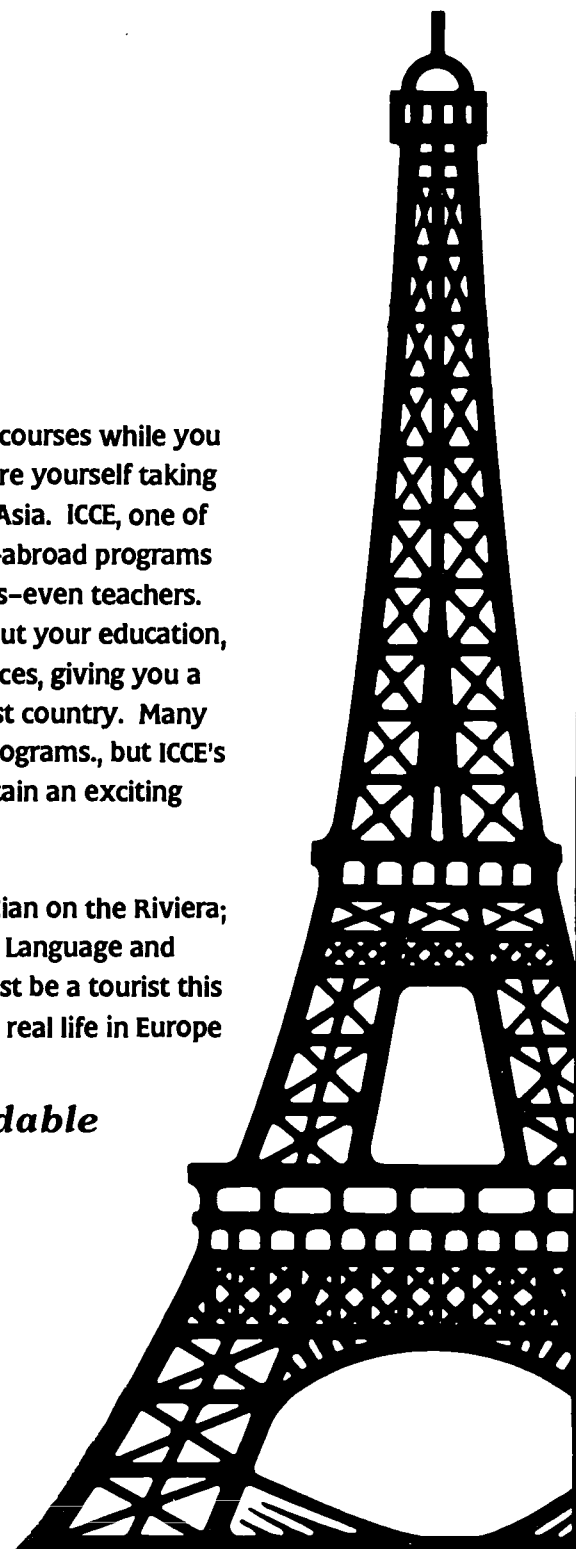 courses while you
re yourself taking
Asia. ICCE, one of
-abroad programs
s–even teachers.
ut your education,
ces, giving you a
st country. Many
ograms., but ICCE's
tain an exciting
ian on the Riviera;
Language and
st be a tourist this
real life in Europe
dable